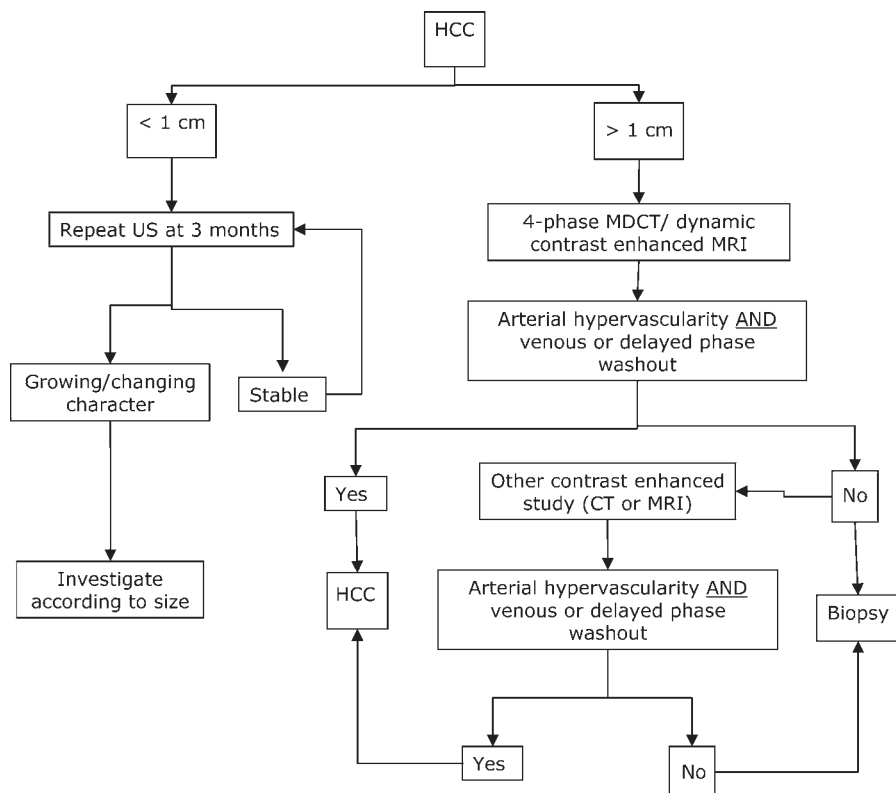 HCC
< 1 cm
> 1 cm
Repeat US at 3 months
4-phase MDCT/ dynamic
contrast enhanced MRI
Arterial hypervascularity AND
venous or delayed phase
washout
Growing/changing
character
Stable
Yes
Other contrast enhanced
study (CT or MRI)
No
Investigate
according to size
HCC
Arterial hypervascularity AND
venous or delayed phase
washout
Biopsy
Yes
No